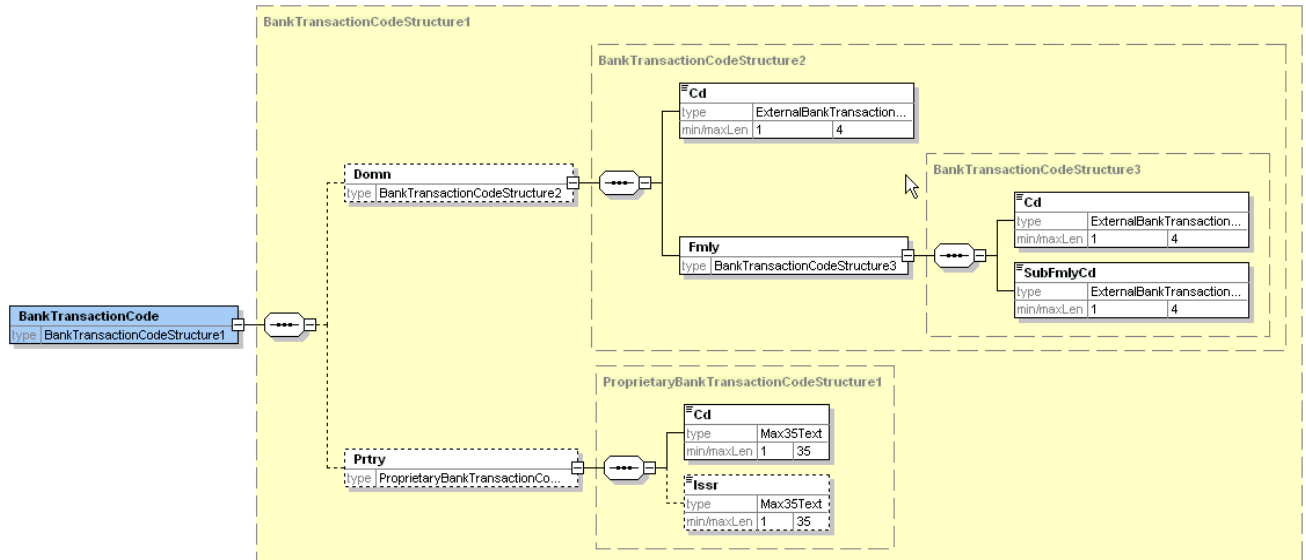 BankTransactionCodeStructure1
BankTransactionCodeStructure2
Cd
type ExternalBankTransaction...
min/maxLen 1 4
Domn
type BankTransactionCodeStructure2
BankTransactionCodeStructure3
Cd
type ExternalBankTransaction...
min/maxLen 1 4
Fmly
type BankTransactionCodeStructure3
SubFmlyCd
type ExternalBankTransaction...
min/maxLen 1 4
BankTransactionCode
type BankTransactionCodeStructure1
ProprietaryBankTransactionCodeStructure1
Cd
type Max35Text
min/maxLen 1 35
Prtry
type ProprietaryBankTransactionCo...
Issr
type Max35Text
min/maxLen 1 35